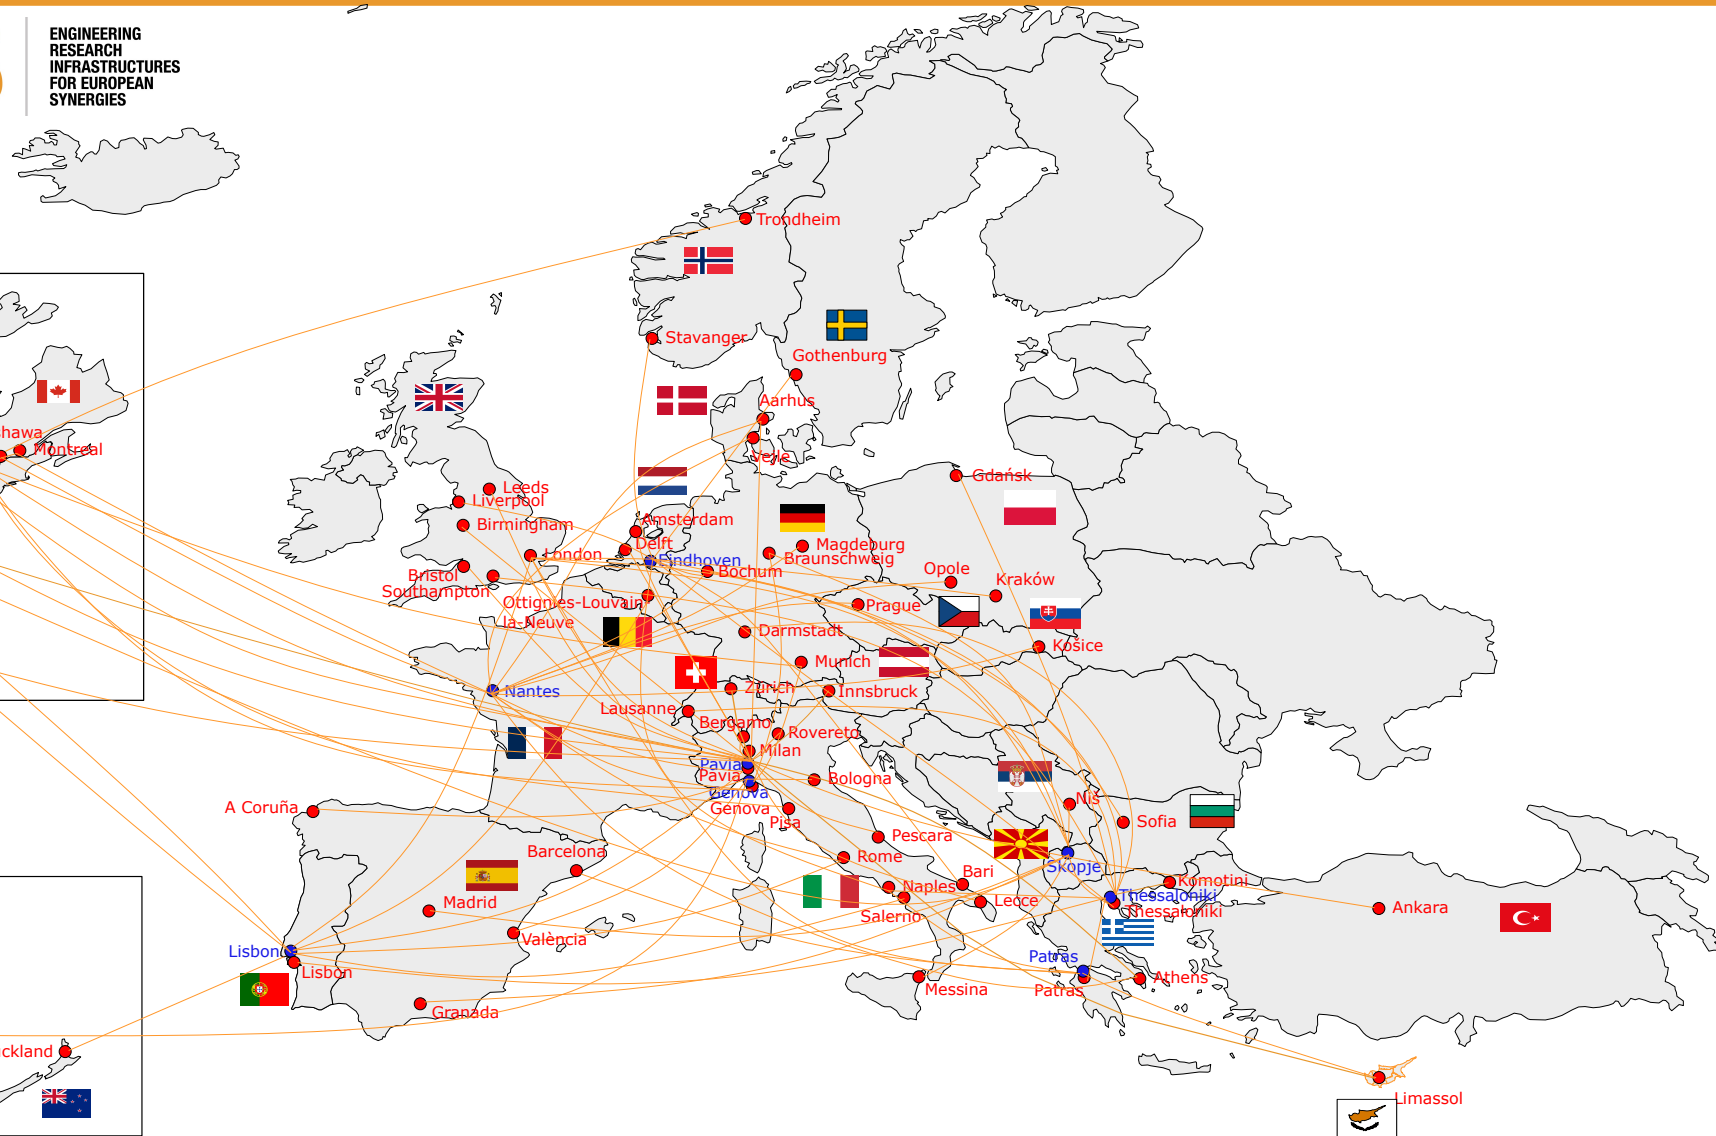 ENGINEERING
RESEARCH
INFRASTRUCTURES
FOR EUROPEAN
SYNERGIES
Trondheim
Stavanger
Gothenburg
Aarhus
Vejle
Montreal
Gdańsk
Leeds
Liverpool
Birmingham
Amsterdam
Delft
London
Eindhoven
Magdeburg
Braunschweig
Bristol
Bochum
Opole
Kraków
Southampton
Ottignies-Louvain
la-Neuve
Prague
Darmstadt
Košice
Munich
Nantes
Zurich
Innsbruck
Lausanne
Bergamo
Rovereto
Milan
Pavia
Pavia
Bologna
Genova
Genova
Pisa
Niš
Sofia
A Coruña
Pescara
Barcelona
Rome
Skopje
Bari
Komotini
Naples
Thessaloniki
Thessaloniki
Madrid
Lecce
Salerno
Ankara
València
Lisbon
Lisbon
Patras
Patras
Athens
Messina
Granada
Limassol